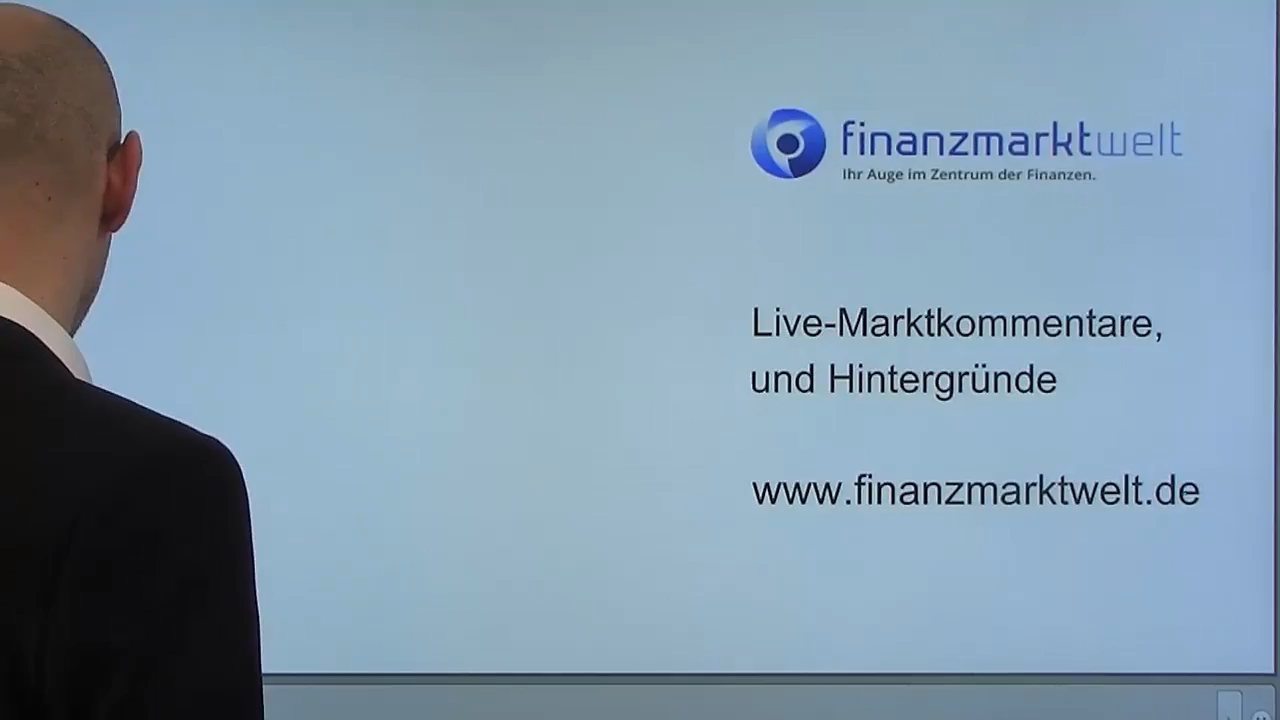 finanzmarktwelt
Ihr Auge im Zentrum der Finanzen.
Live-Marktkommentare,
und Hintergründe
www.finanzmarktwelt.de